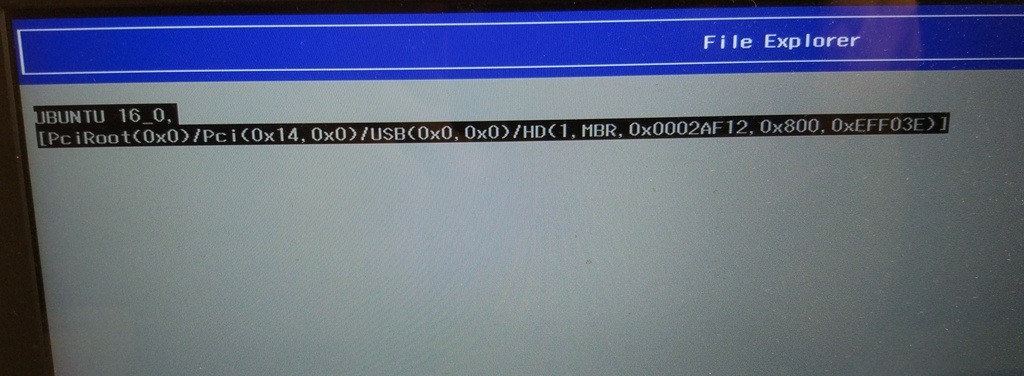 File Explorer
UBUNTU 16_0,
[PciRoot(0x0)/Pci(0x14,0x0)/USB(0x0,0x0)/HD(1,MBR,0x0002AF12,0x800,0xEFF03E)]